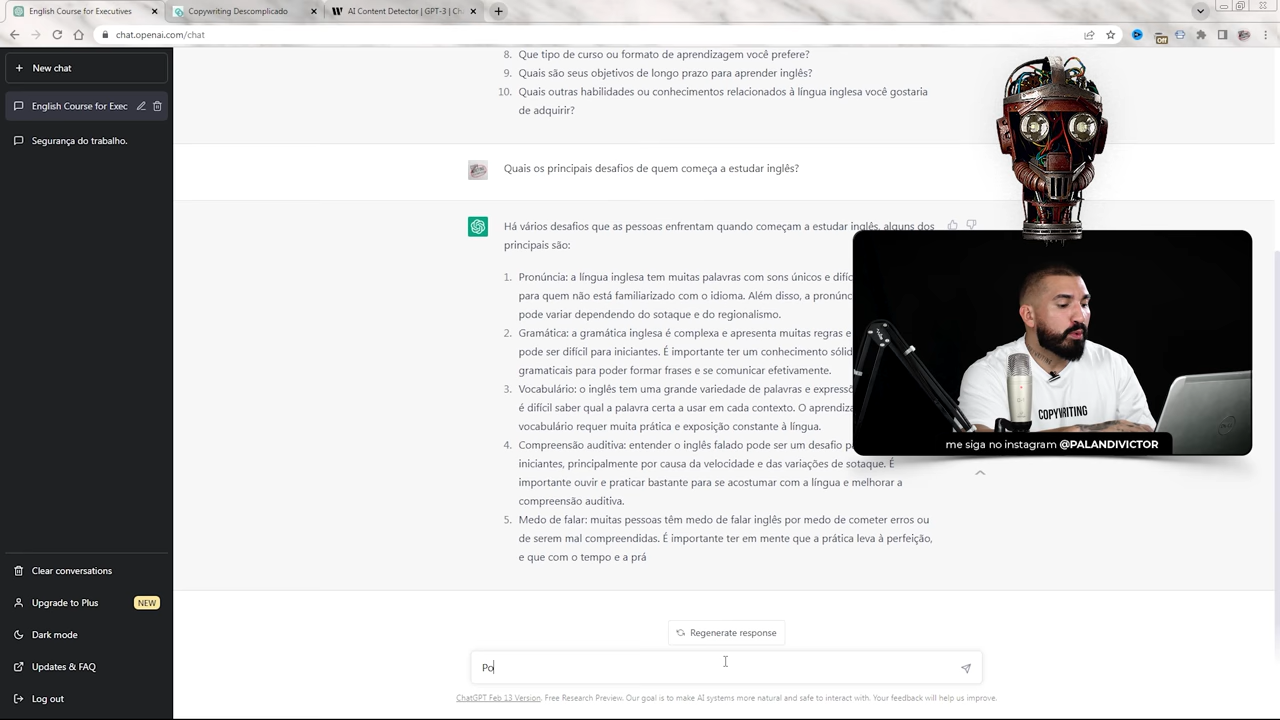 English Course for Executives
Copywriting Descomplicado
AI Content Detector | GPT-3 | Ch
chat.openai.com/chat
Off
New chat
English Course for Exec
Segurança do trabalho.
8. Que tipo de curso ou formato de aprendizagem você prefere?
9. Quais são seus objetivos de longo prazo para aprender inglês?
10. Quais outras habilidades ou conhecimentos relacionados à língua inglesa você gostaria
de adquirir?
Quais os principais desafios de quem começa a estudar inglês?
Há vários desafios que as pessoas enfrentam quando começam a estudar inglês, alguns dos
principais são:
1. Pronúncia: a língua inglesa tem muitas palavras com sons únicos e
para quem não está familiarizado com o idioma. Além disso, a
pode variar dependendo do sotaque e do regionalismo.
2. Gramática: a gramática inglesa é complexa e apresenta muitas regras e
pode ser difícil para iniciantes. É importante ter um conhecimento
gramaticais para poder formar frases e se comunicar efetivamente.
3. Vocabulário: o inglês tem uma grande variedade de palavras e
é difícil saber qual a palavra certa a usar em cada contexto. O
vocabulário requer muita prática e exposição constante à língua.
4. Compreensão auditiva: entender o inglês falado pode ser um desafio
iniciantes, principalmente por causa da velocidade e das variações de sotaque. É
importante ouvir e praticar bastante para se acostumar com a língua e melhorar a
compreensão auditiva.
5. Medo de falar: muitas pessoas têm medo de falar inglês por medo de cometer erros ou
de serem mal compreendidas. É importante ter em mente que a prática leva à perfeição,
e que com o tempo e a prá
COPYWRITING
me siga no instagram @PALANDIVICTOR
Clear conversations
Upgrade to Plus NEW
Dark mode
Updates & FAQ
Log out
Regenerate response
Po
ChatGPT Feb 13 Version. Free Research Preview. Our goal is to make AI systems more natural and safe to interact with. Your feedback will help us improve.